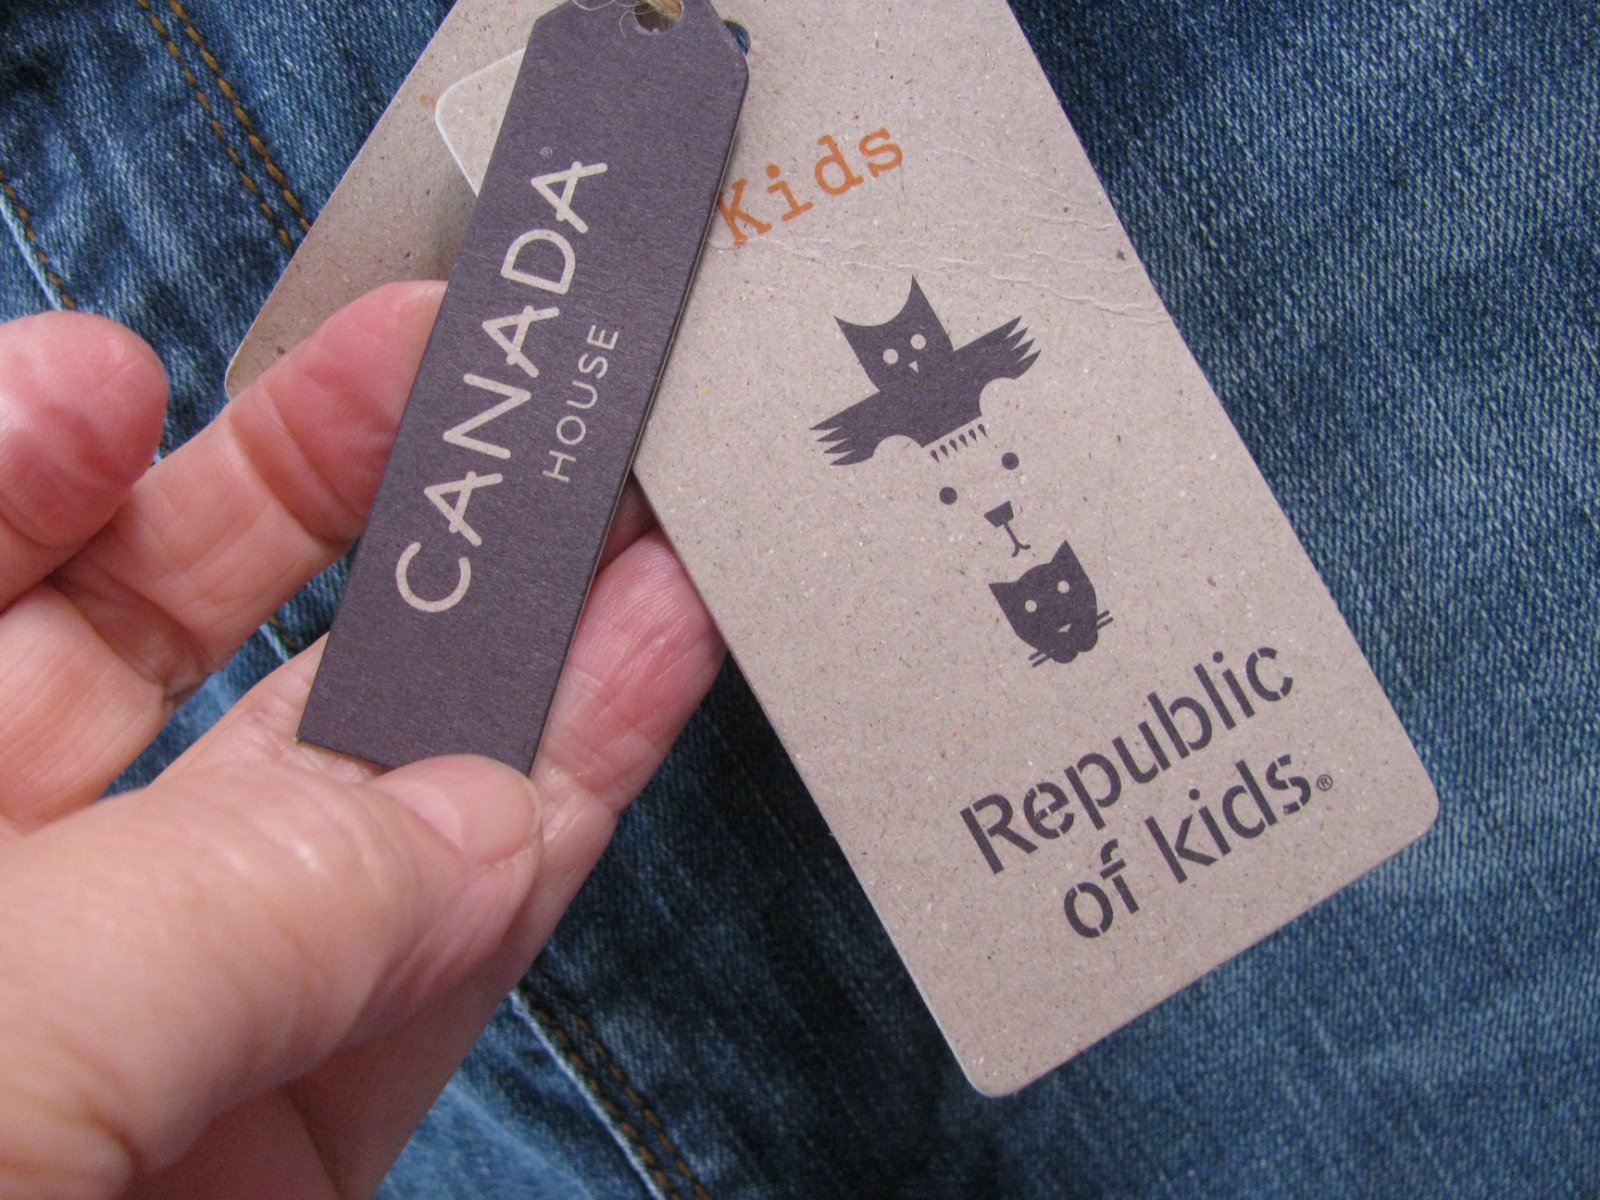 CANADA®
HOUSE
Kids
Republic
of kids®